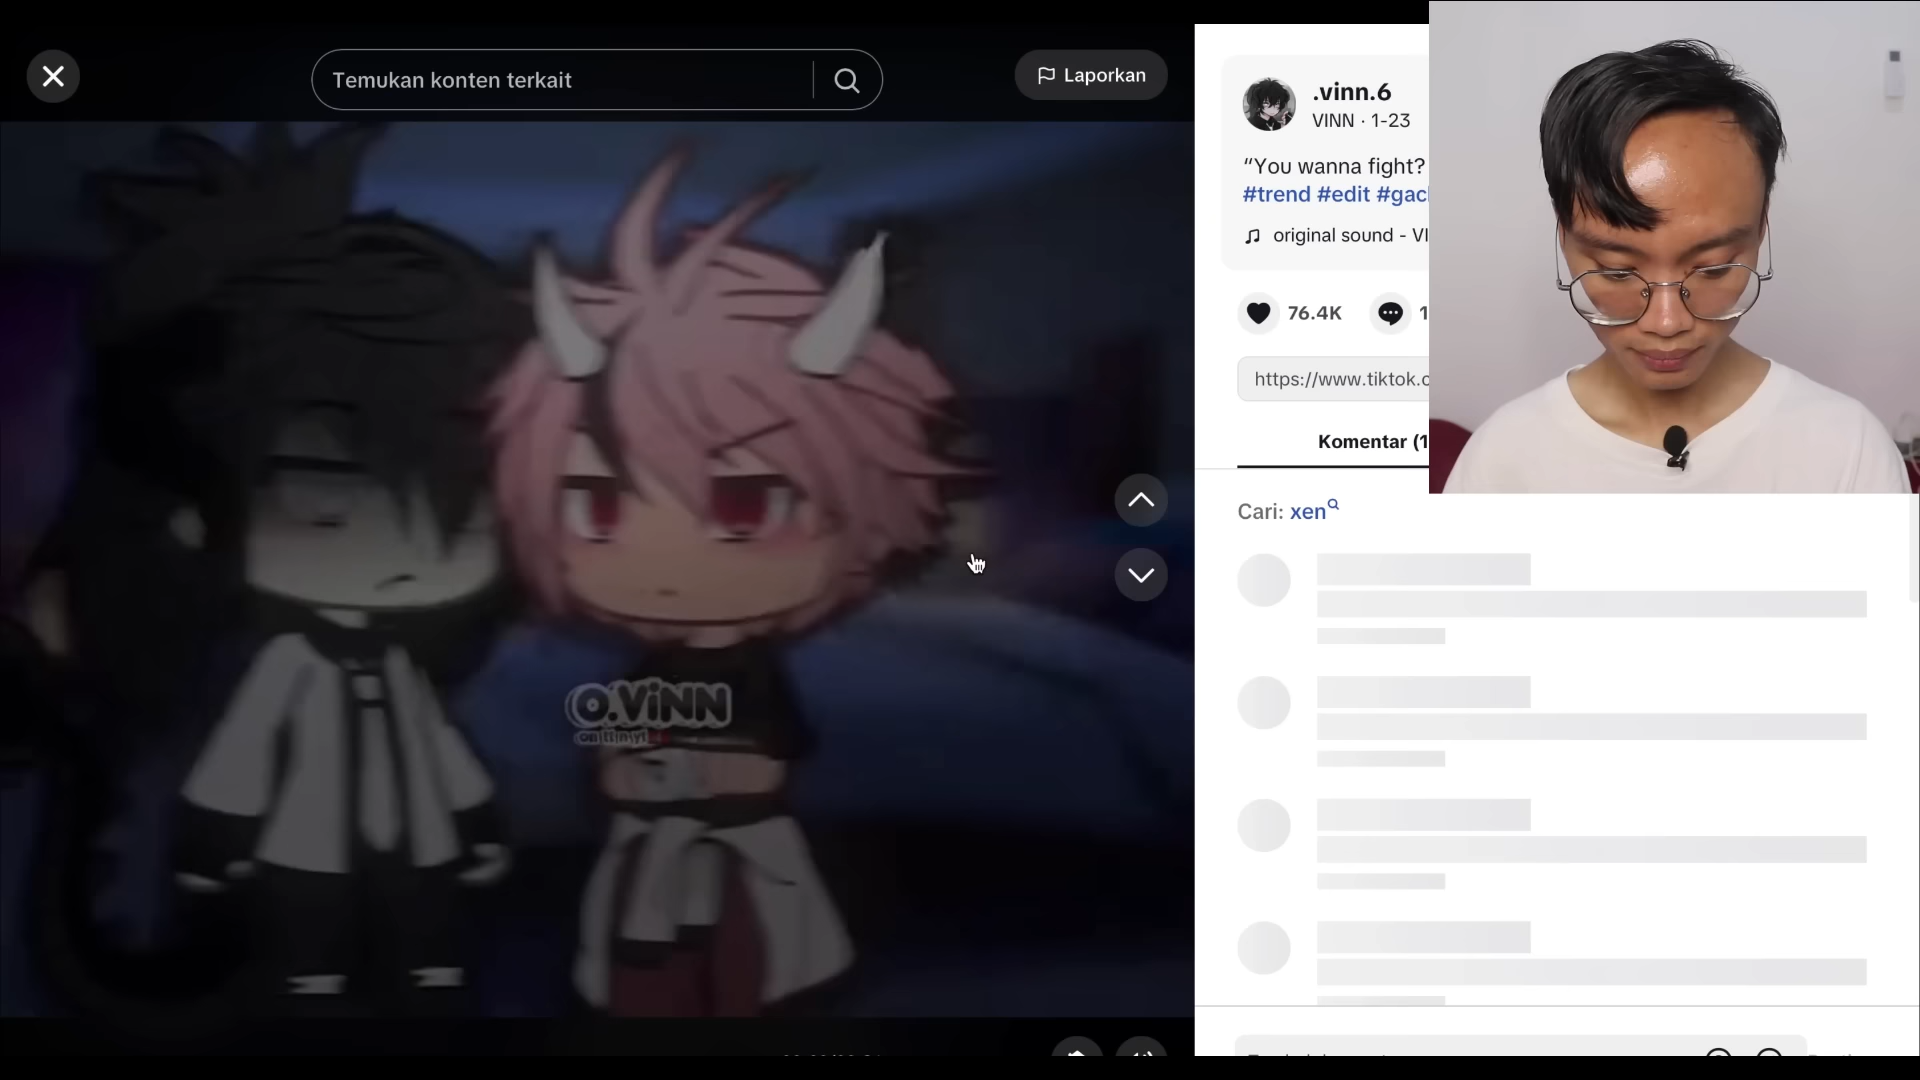 Temukan konten terkait
Laporkan
.vinn.6
VINN · 1-23
“You wanna fight?
#trend #edit #gac
original sound - VI
76.4K
1
https://www.tiktok.c
Komentar (1
Cari: xen
O.ViNN